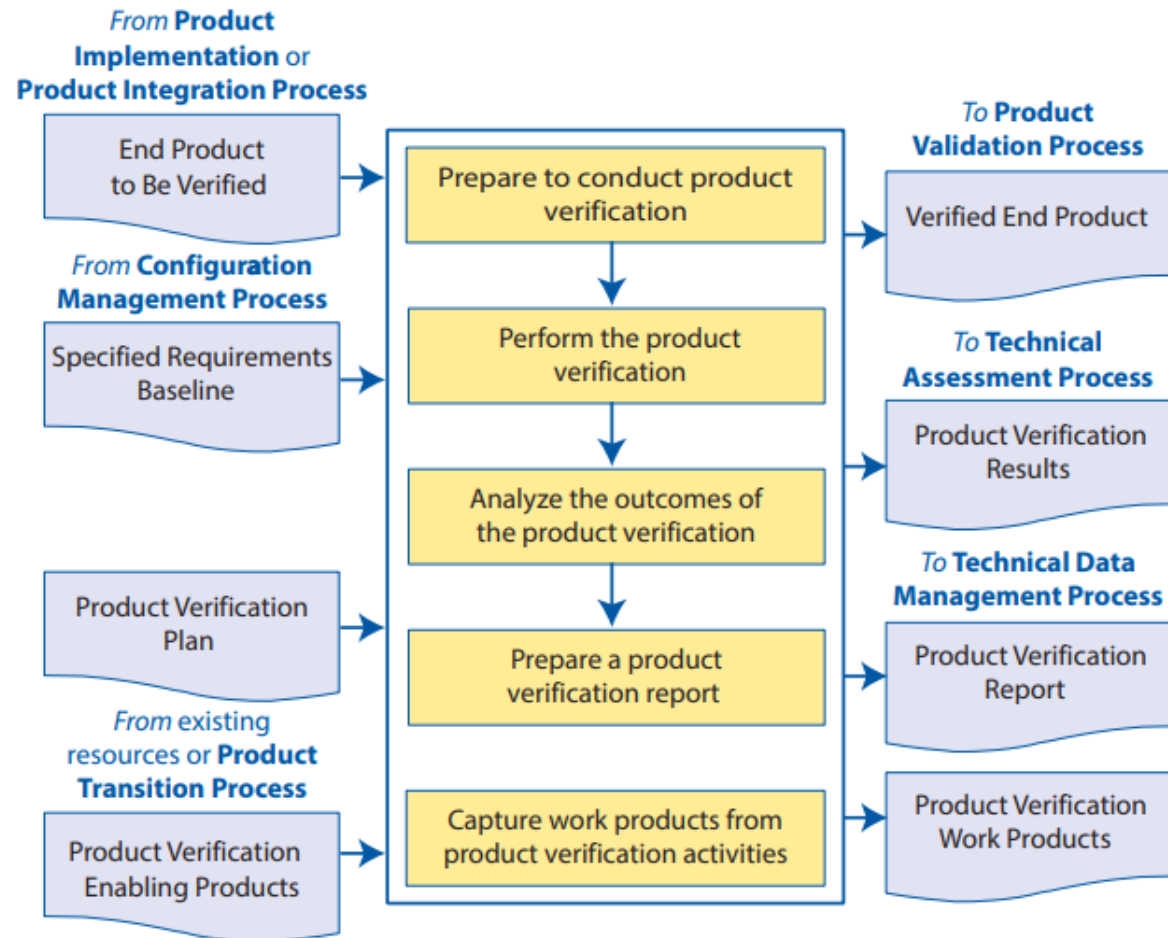 From Product
Implementation or
Product Integration Process
End Product
to Be Verified
From Configuration
Management Process
Specified Requirements
Baseline
Product Verification
Plan
From existing
resources or Product
Transition Process
Product Verification
Enabling Products
Prepare to conduct product
verification
Perform the product
verification
Analyze the outcomes of
the product verification
Prepare a product
verification report
Capture work products from
product verification activities
To Product
Validation Process
Verified End Product
To Technical
Assessment Process
Product Verification
Results
To Technical Data
Management Process
Product Verification
Report
Product Verification
Work Products